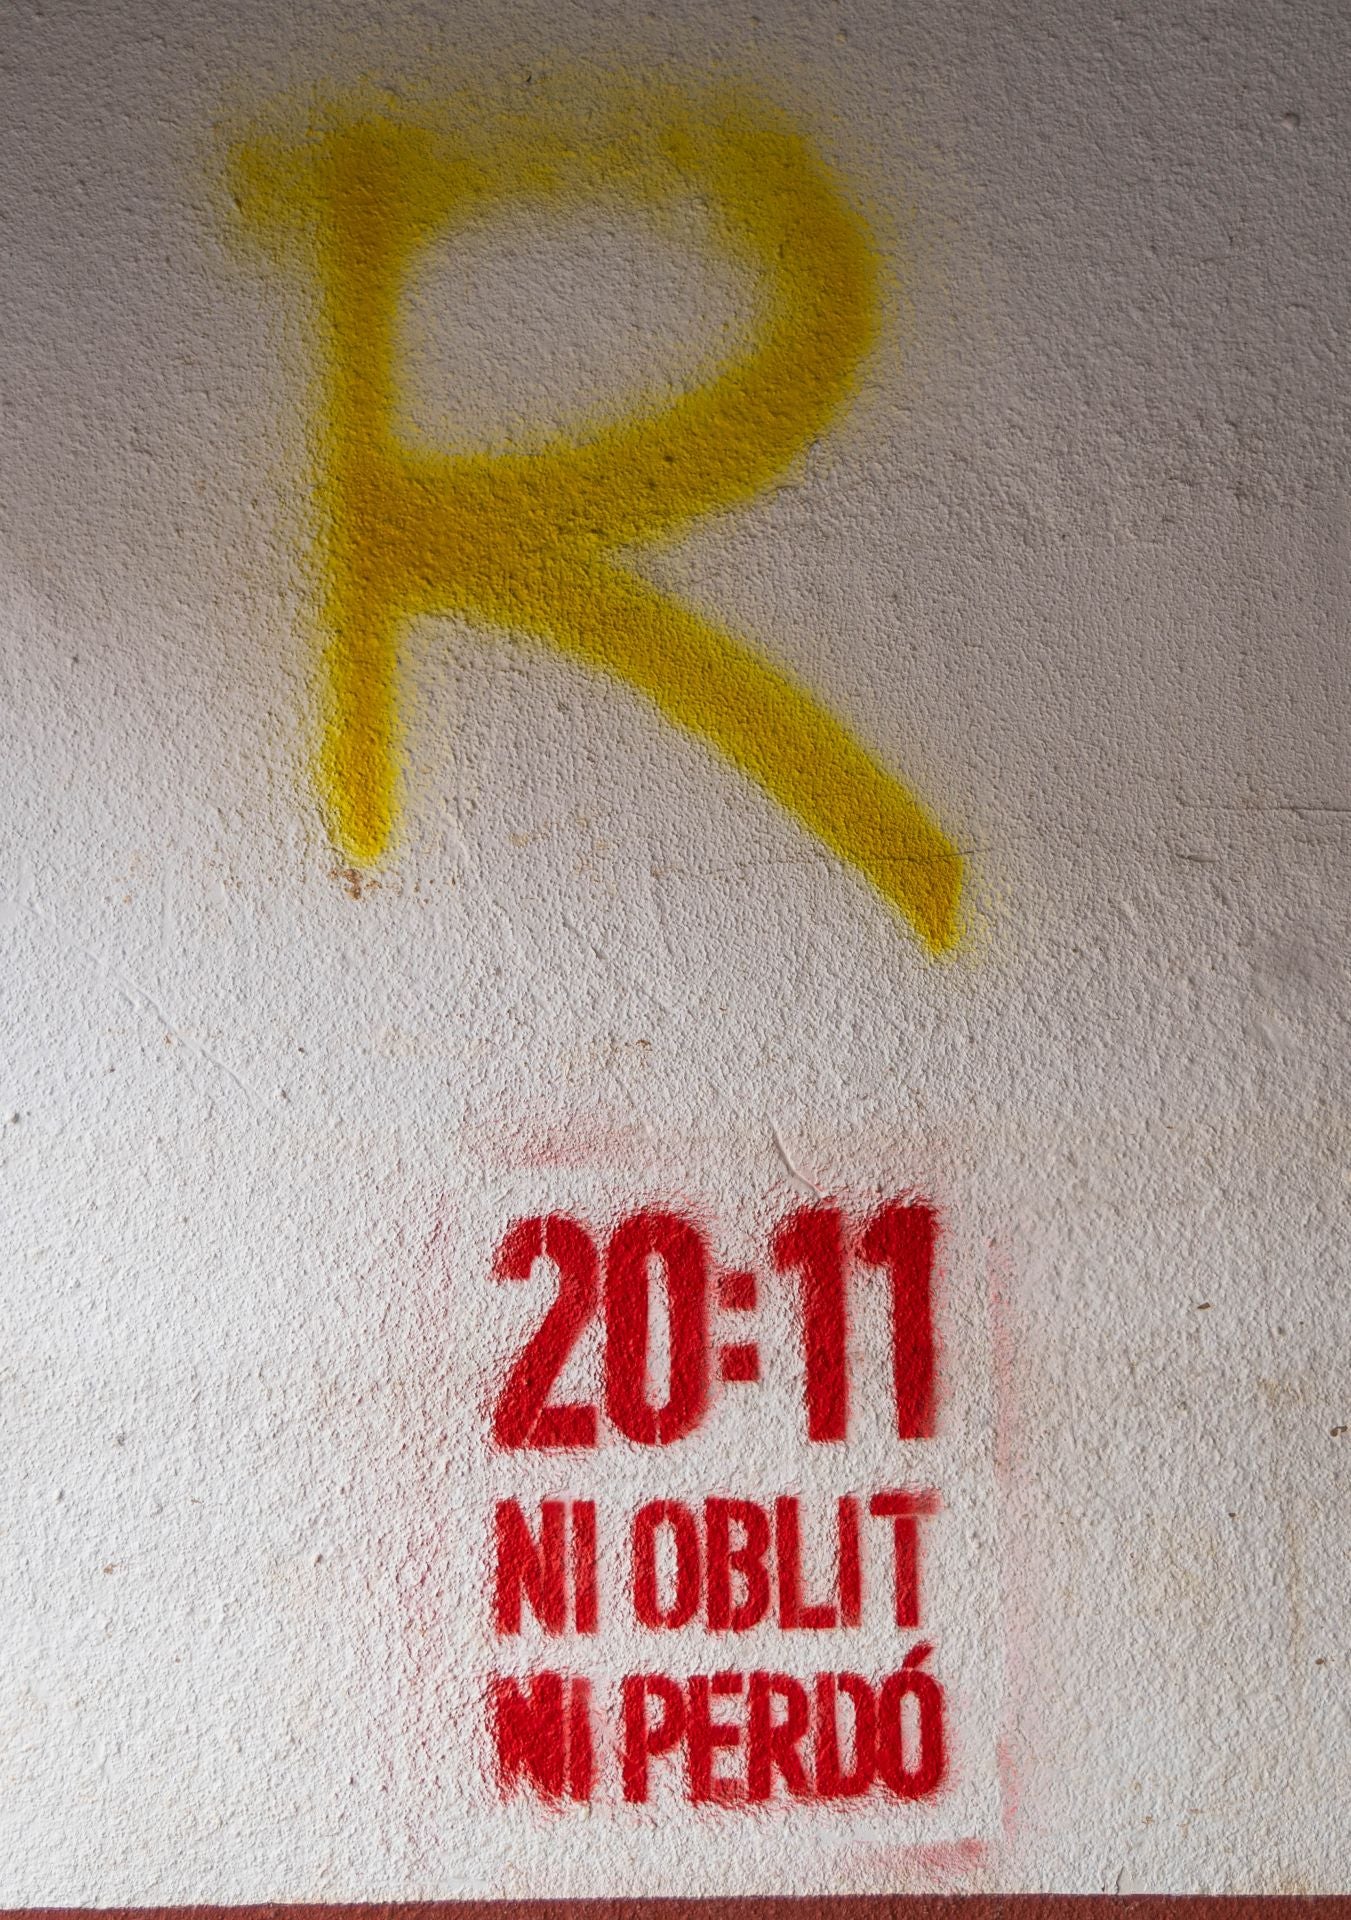 R
20:11
NI OBLIT
NI PERDÓ